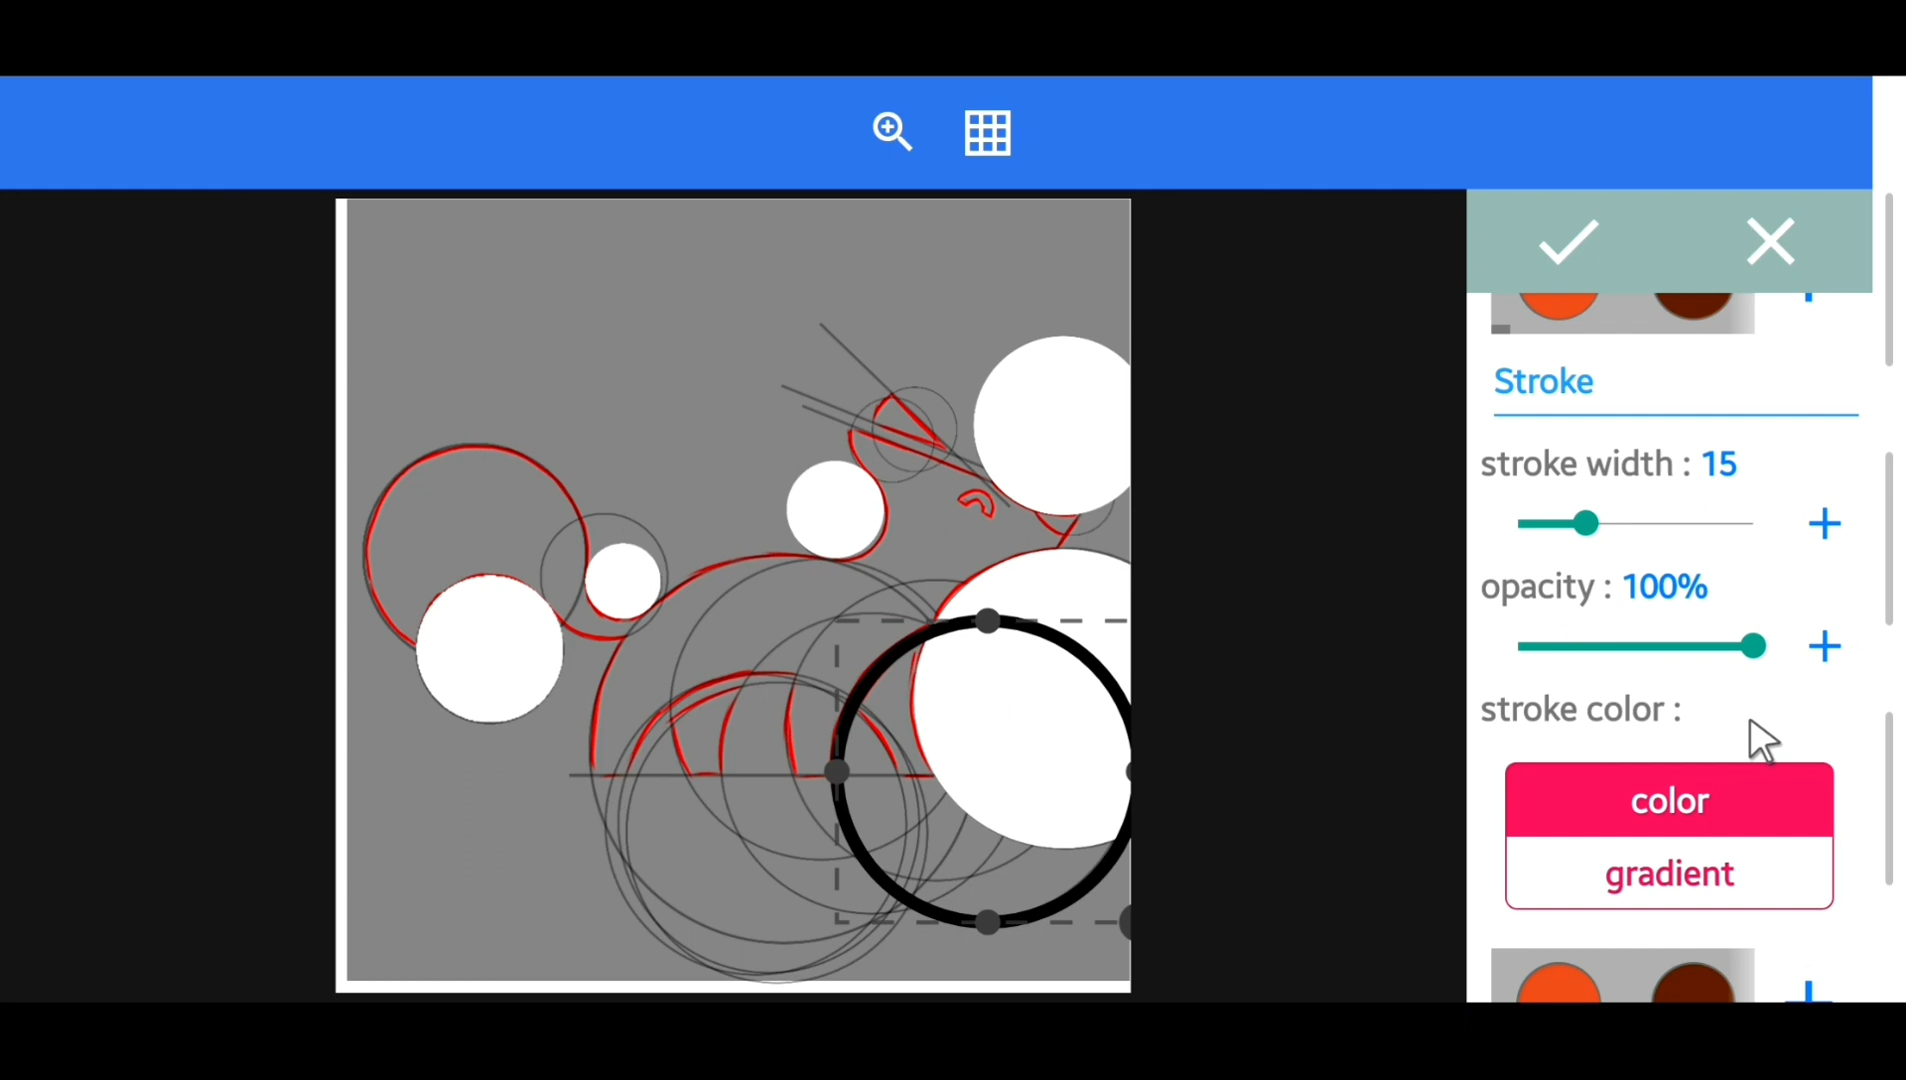 Stroke
stroke width : 15
opacity : 100%
stroke color :
color
gradient